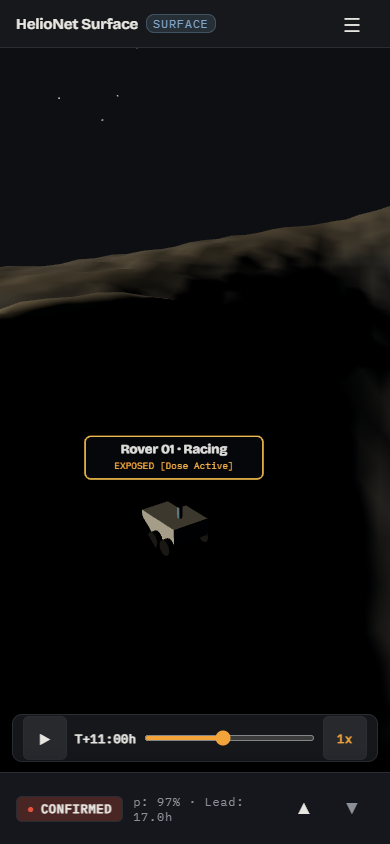 HelioNet Surface SURFACE
Rover 01 · Racing
EXPOSED [Dose Active]
T+11:00h 1x
CONFIRMED p: 97% · Lead:
17.0h